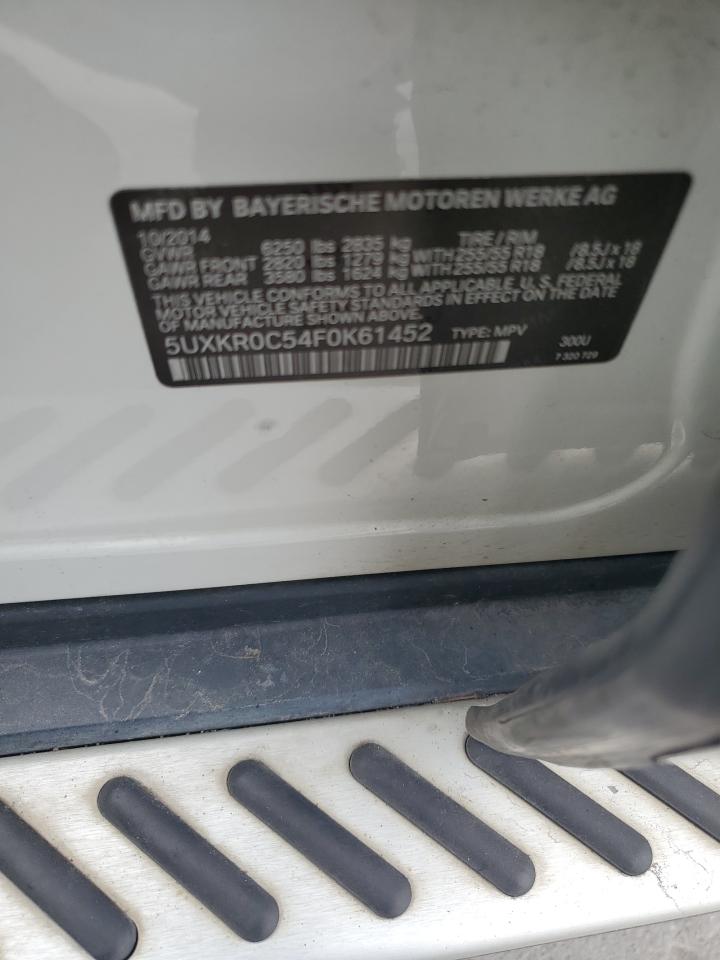 MFD BY BAYERISCHE MOTOREN WERKE AG
10/2014 TIRE / RIM
GVWR 6250 lbs 2835 kg
GAWR FRONT 2820 lbs 1279 kg WITH 255/55 R18 /8.5J x 18
GAWR REAR 3580 lbs 1624 kg WITH 255/55 R18 /8.5J x 18
THIS VEHICLE CONFORMS TO ALL APPLICABLE, U. S. FEDERAL
MOTOR VEHICLE SAFETY STANDARDS IN EFFECT ON THE DATE
OF MANUFACTURE SHOWN ABOVE.
5UXKR0C54F0K61452 TYPE: MPV 300U
7 320 729